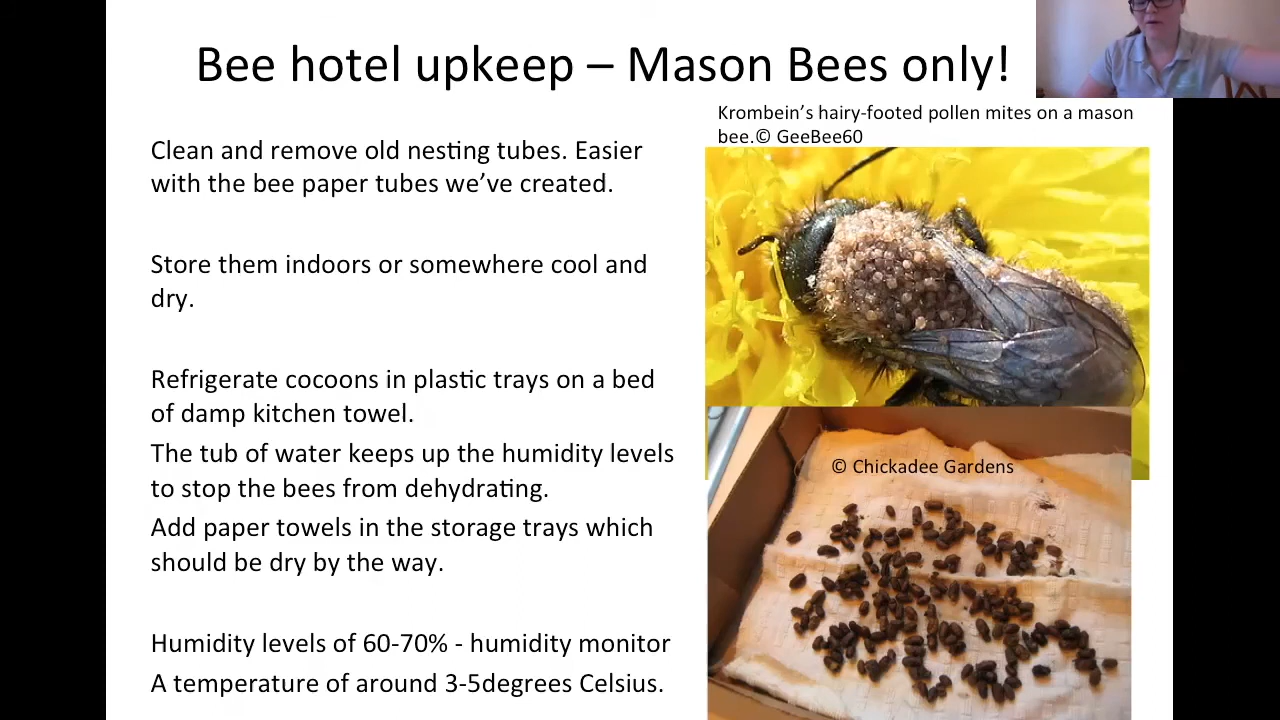 Bee hotel upkeep – Mason Bees only!
Krombein's hairy-footed pollen mites on a mason
bee.© GeeBee60
Clean and remove old nesting tubes. Easier
with the bee paper tubes we've created.
Store them indoors or somewhere cool and
dry.
Refrigerate cocoons in plastic trays on a bed
of damp kitchen towel.
The tub of water keeps up the humidity levels
to stop the bees from dehydrating.
Add paper towels in the storage trays which
should be dry by the way.
Humidity levels of 60-70% - humidity monitor
A temperature of around 3-5degrees Celsius.
© Chickadee Gardens